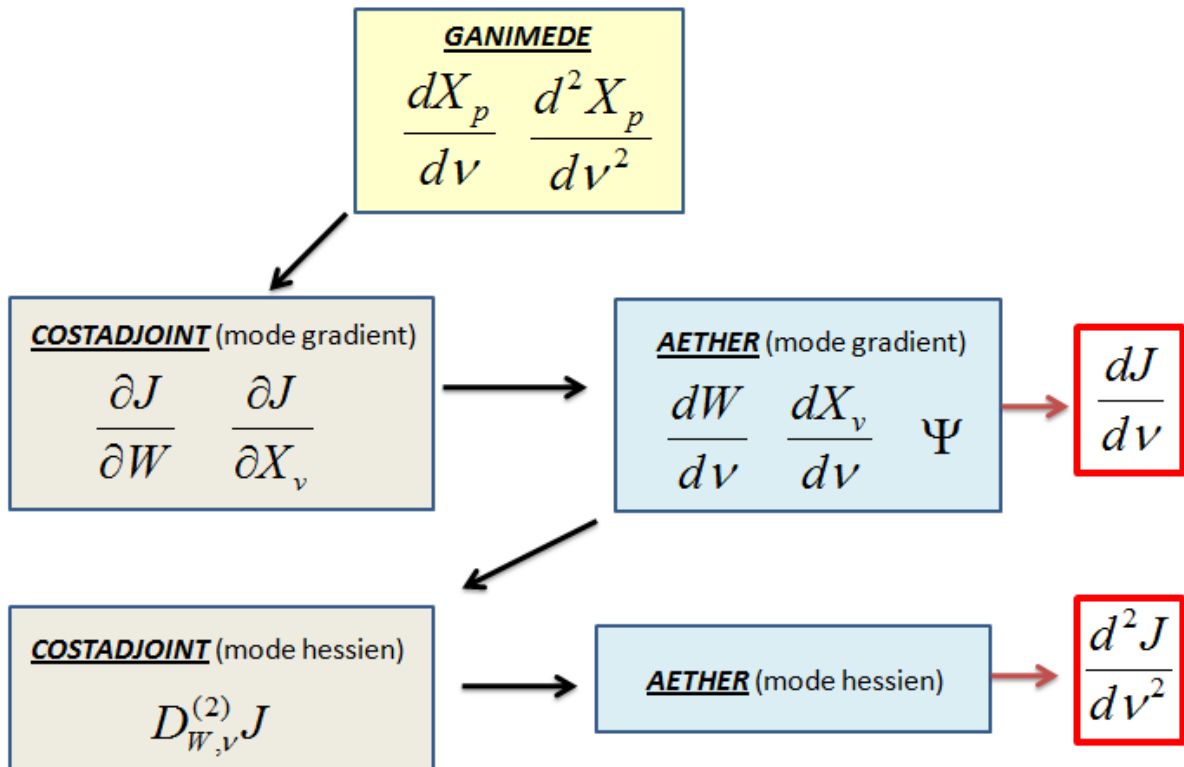 GANIMEDE
dX_p/dν d²X_p/dν²
COSTADJOINT (mode gradient)
∂J/∂W ∂J/∂X_v
AETHER (mode gradient)
dW/dν dX_v/dν Ψ
dJ/dν
COSTADJOINT (mode hessien)
D^(2)_W,ν J
AETHER (mode hessien)
d²J/dν²